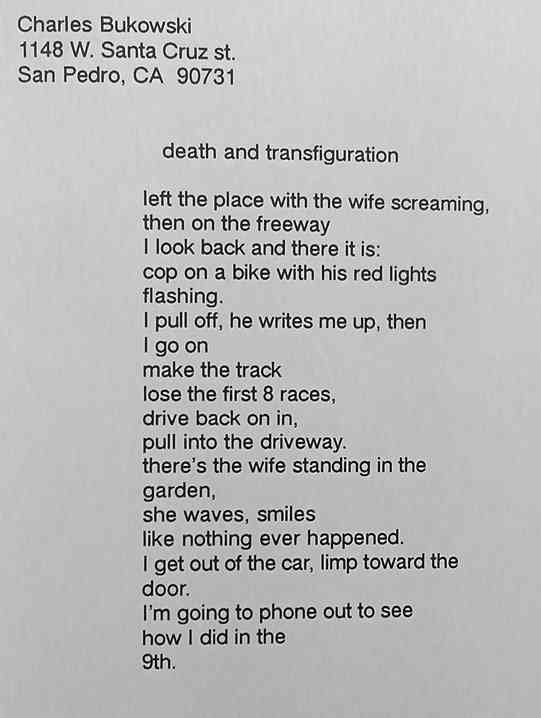 Charles Bukowski
1148 W. Santa Cruz st.
San Pedro, CA  90731
death and transfiguration
left the place with the wife screaming,
then on the freeway
I look back and there it is:
cop on a bike with his red lights
flashing.
I pull off, he writes me up, then
I go on
make the track
lose the first 8 races,
drive back on in,
pull into the driveway.
there's the wife standing in the
garden,
she waves, smiles
like nothing ever happened.
I get out of the car, limp toward the
door.
I'm going to phone out to see
how I did in the
9th.